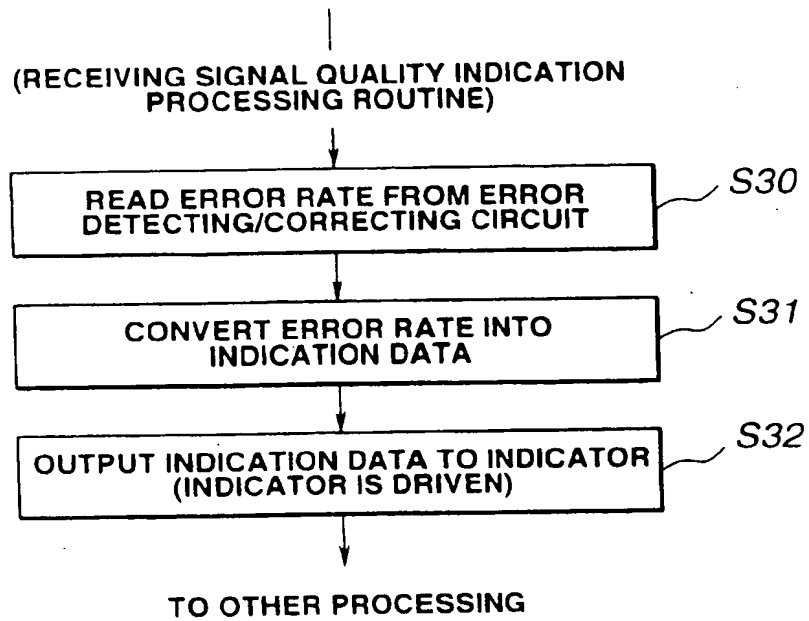 (RECEIVING SIGNAL QUALITY INDICATION
PROCESSING ROUTINE)
READ ERROR RATE FROM ERROR
DETECTING/CORRECTING CIRCUIT
S30
CONVERT ERROR RATE INTO
INDICATION DATA
S31
OUTPUT INDICATION DATA TO INDICATOR
(INDICATOR IS DRIVEN)
S32
TO OTHER PROCESSING